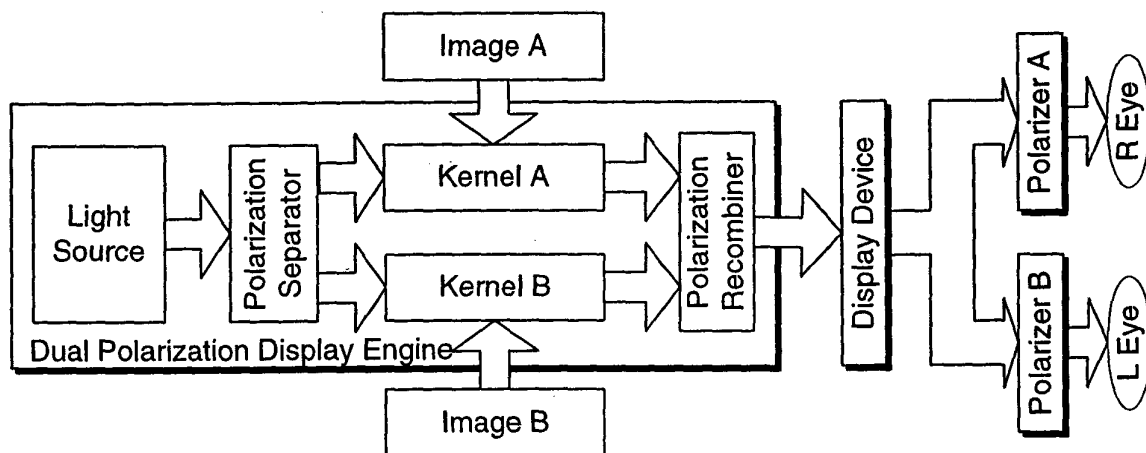 Image A
Light
Source
Polarization
Separator
Kernel A
Kernel B
Polarization
Recombiner
Dual Polarization Display Engine
Image B
Display Device
Polarizer A
R Eye
Polarizer B
L Eye